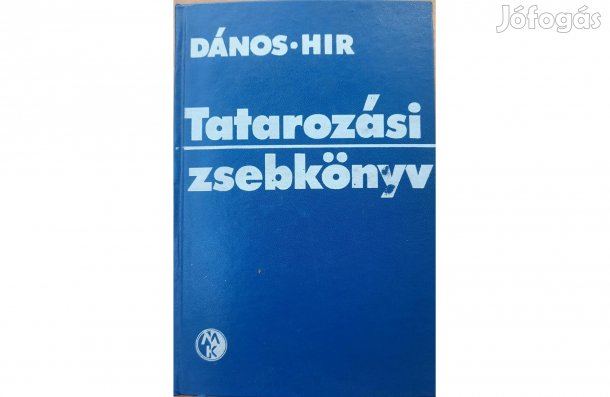 Jófogás
DÁNOS•HIR
Tatarozási
zsebkönyv
MK